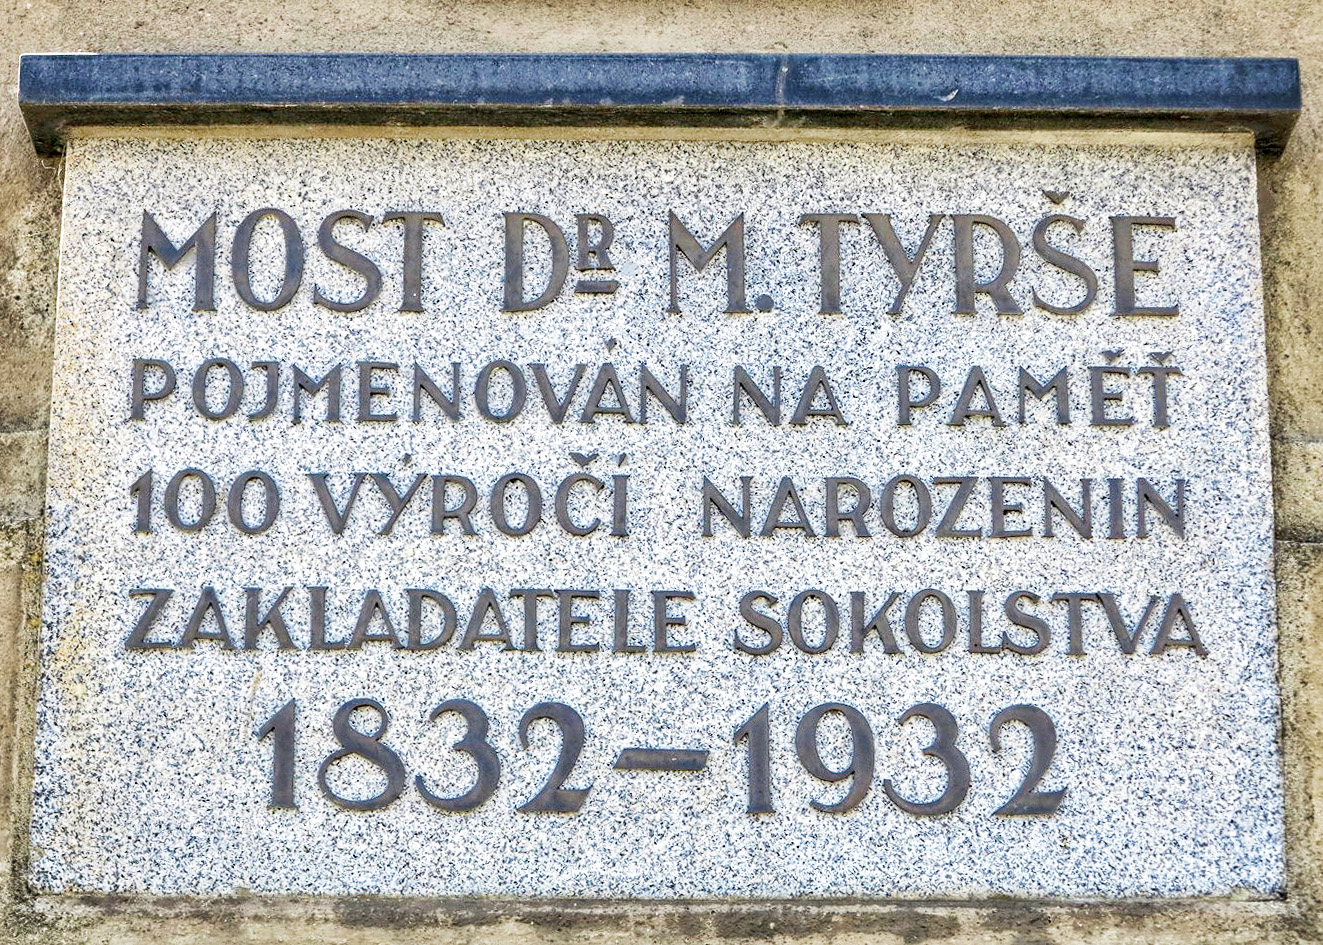 MOST DR M. TYRŠE
POJMENOVÁN NA PAMĚŤ
100 VÝROČÍ NAROZENIN
ZAKLADATELE SOKOLSTVA
1832 – 1932